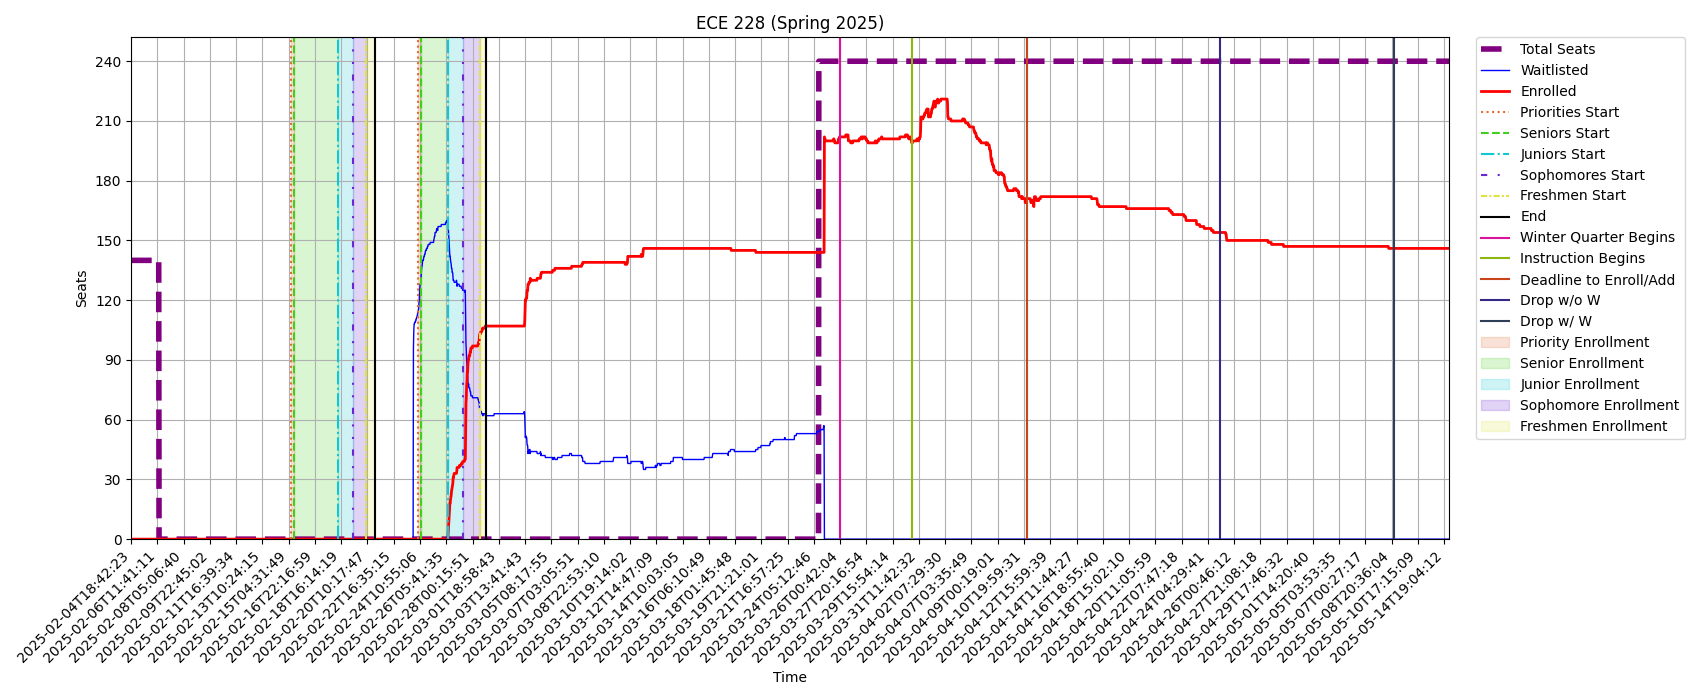 ECE 228 (Spring 2025)
Seats
240
210
180
150
120
90
60
30
0
2025-02-04T18:42:23
2025-02-06T11:41:11
2025-02-08T05:06:40
2025-02-09T22:45:02
2025-02-11T16:39:34
2025-02-13T10:24:15
2025-02-15T04:31:49
2025-02-16T22:16:59
2025-02-18T16:14:19
2025-02-20T10:17:47
2025-02-22T16:35:15
2025-02-24T10:55:06
2025-02-26T05:41:35
2025-02-28T00:15:51
2025-03-01T18:58:43
2025-03-03T13:41:43
2025-03-05T08:17:55
2025-03-07T03:05:51
2025-03-08T22:53:10
2025-03-10T19:14:02
2025-03-12T14:47:09
2025-03-14T10:03:05
2025-03-16T06:10:49
2025-03-18T01:45:48
2025-03-19T21:21:01
2025-03-21T16:57:25
2025-03-24T05:12:46
2025-03-26T00:42:04
2025-03-27T20:16:54
2025-03-29T15:54:14
2025-03-31T11:42:32
2025-04-02T07:29:30
2025-04-07T03:35:49
2025-04-09T00:19:01
2025-04-10T19:59:31
2025-04-12T15:59:39
2025-04-14T11:44:27
2025-04-16T18:55:40
2025-04-18T15:02:10
2025-04-20T11:05:59
2025-04-22T07:47:18
2025-04-24T04:29:41
2025-04-26T00:46:12
2025-04-27T21:08:18
2025-04-29T17:46:32
2025-05-01T14:20:40
2025-05-05T03:53:35
2025-05-07T00:27:17
2025-05-08T20:36:04
2025-05-10T17:15:09
2025-05-14T19:04:12
Time
Total Seats
Waitlisted
Enrolled
Priorities Start
Seniors Start
Juniors Start
Sophomores Start
Freshmen Start
End
Winter Quarter Begins
Instruction Begins
Deadline to Enroll/Add
Drop w/o W
Drop w/ W
Priority Enrollment
Senior Enrollment
Junior Enrollment
Sophomore Enrollment
Freshmen Enrollment